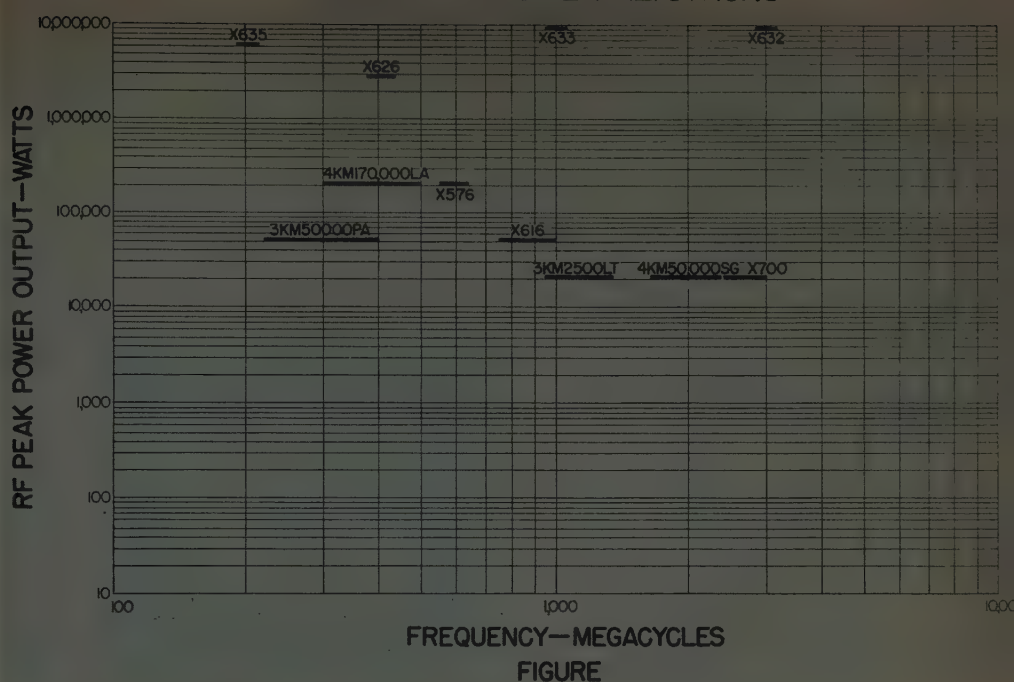 10,000,000
X635
X633
X632
X626
1,000,000
4KM170,000LA
X576
100,000
3KM50000PA
X616
3KM2500LT
4KM50,000SG
X700
10,000
1,000
100
10
RF PEAK POWER OUTPUT—WATTS
100
1,000
FREQUENCY—MEGACYCLES
FIGURE